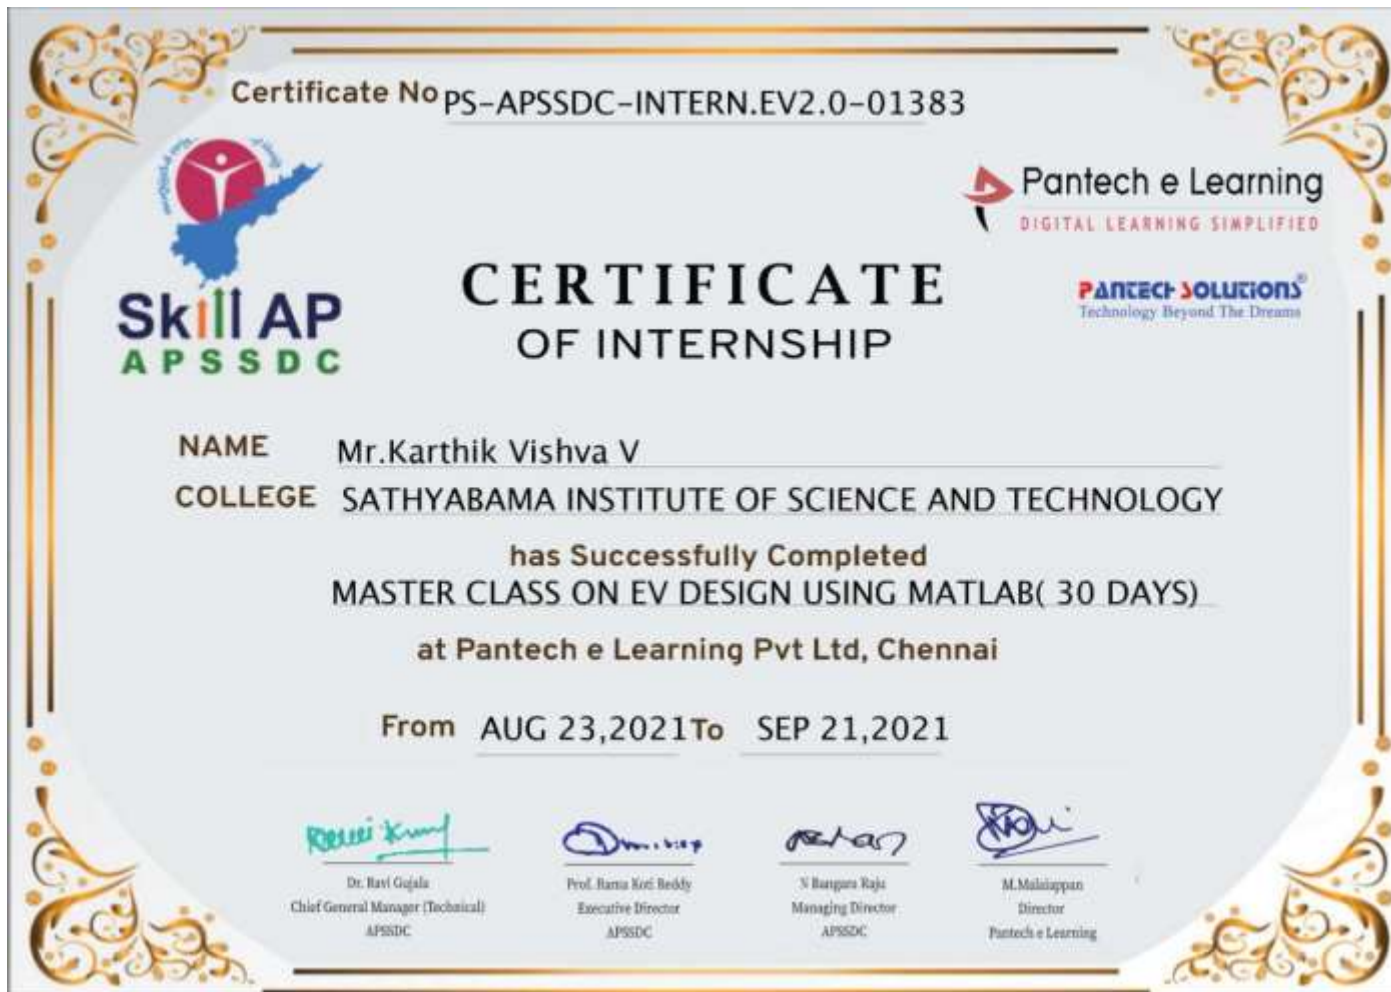 Certificate No PS-APSSDC-INTERN.EV2.0-01383
Pantech e Learning
DIGITAL LEARNING SIMPLIFIED
PANTECH SOLUTIONS®
Technology Beyond The Dreams
Skill AP
APSSDC
CERTIFICATE
OF INTERNSHIP
NAME Mr.Karthik Vishva V
COLLEGE SATHYABAMA INSTITUTE OF SCIENCE AND TECHNOLOGY
has Successfully Completed
MASTER CLASS ON EV DESIGN USING MATLAB( 30 DAYS)
at Pantech e Learning Pvt Ltd, Chennai
From AUG 23,2021 To SEP 21,2021
Dr. Ravi Gujala
Chief General Manager (Technical)
APSSDC
Prof. Rama Koti Reddy
Executive Director
APSSDC
N Bangara Raju
Managing Director
APSSDC
M.Malaiappan
Director
Pantech e Learning